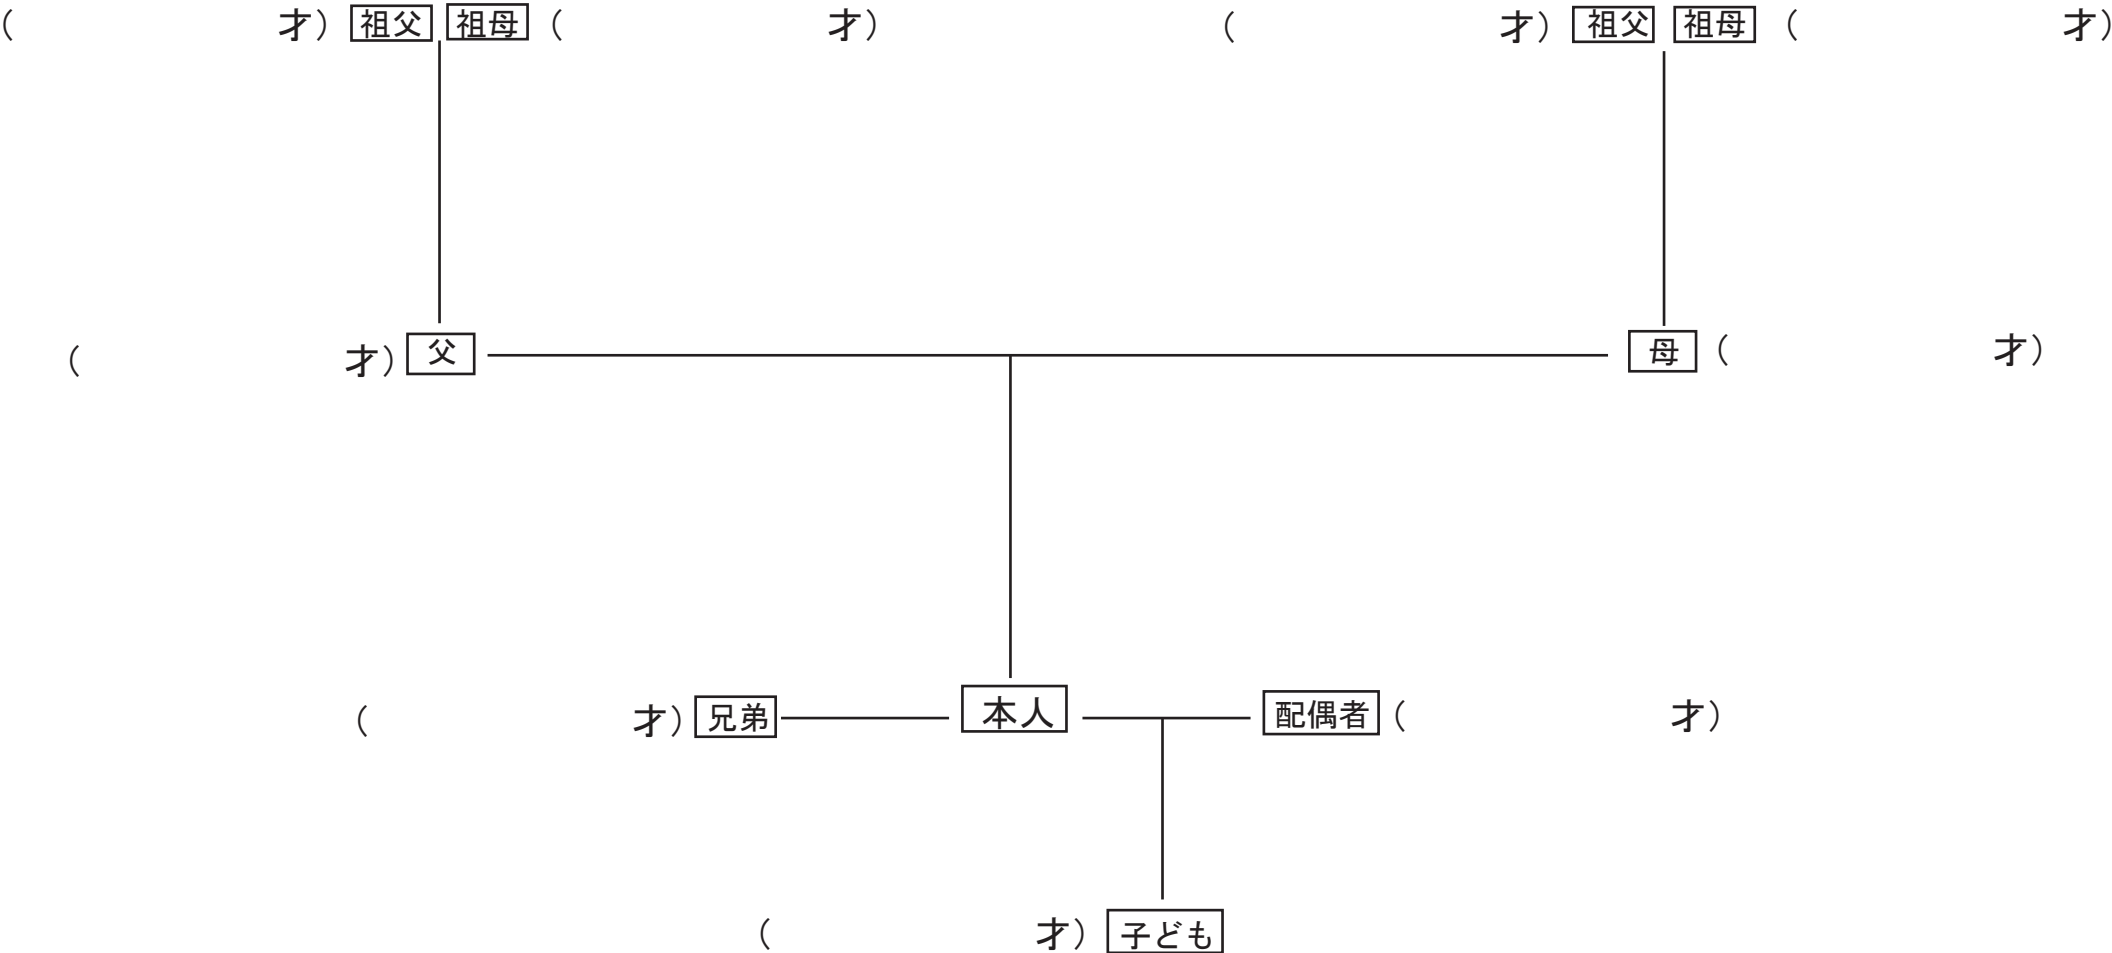 （　　　　才）祖父 祖母（　　　　才）　　　　（　　　　才）祖父 祖母（　　　　才）
（　　　　才）父　　　　母（　　　　才）
（　　　　才）兄弟　　本人　　配偶者（　　　　才）
（　　　　才）子ども